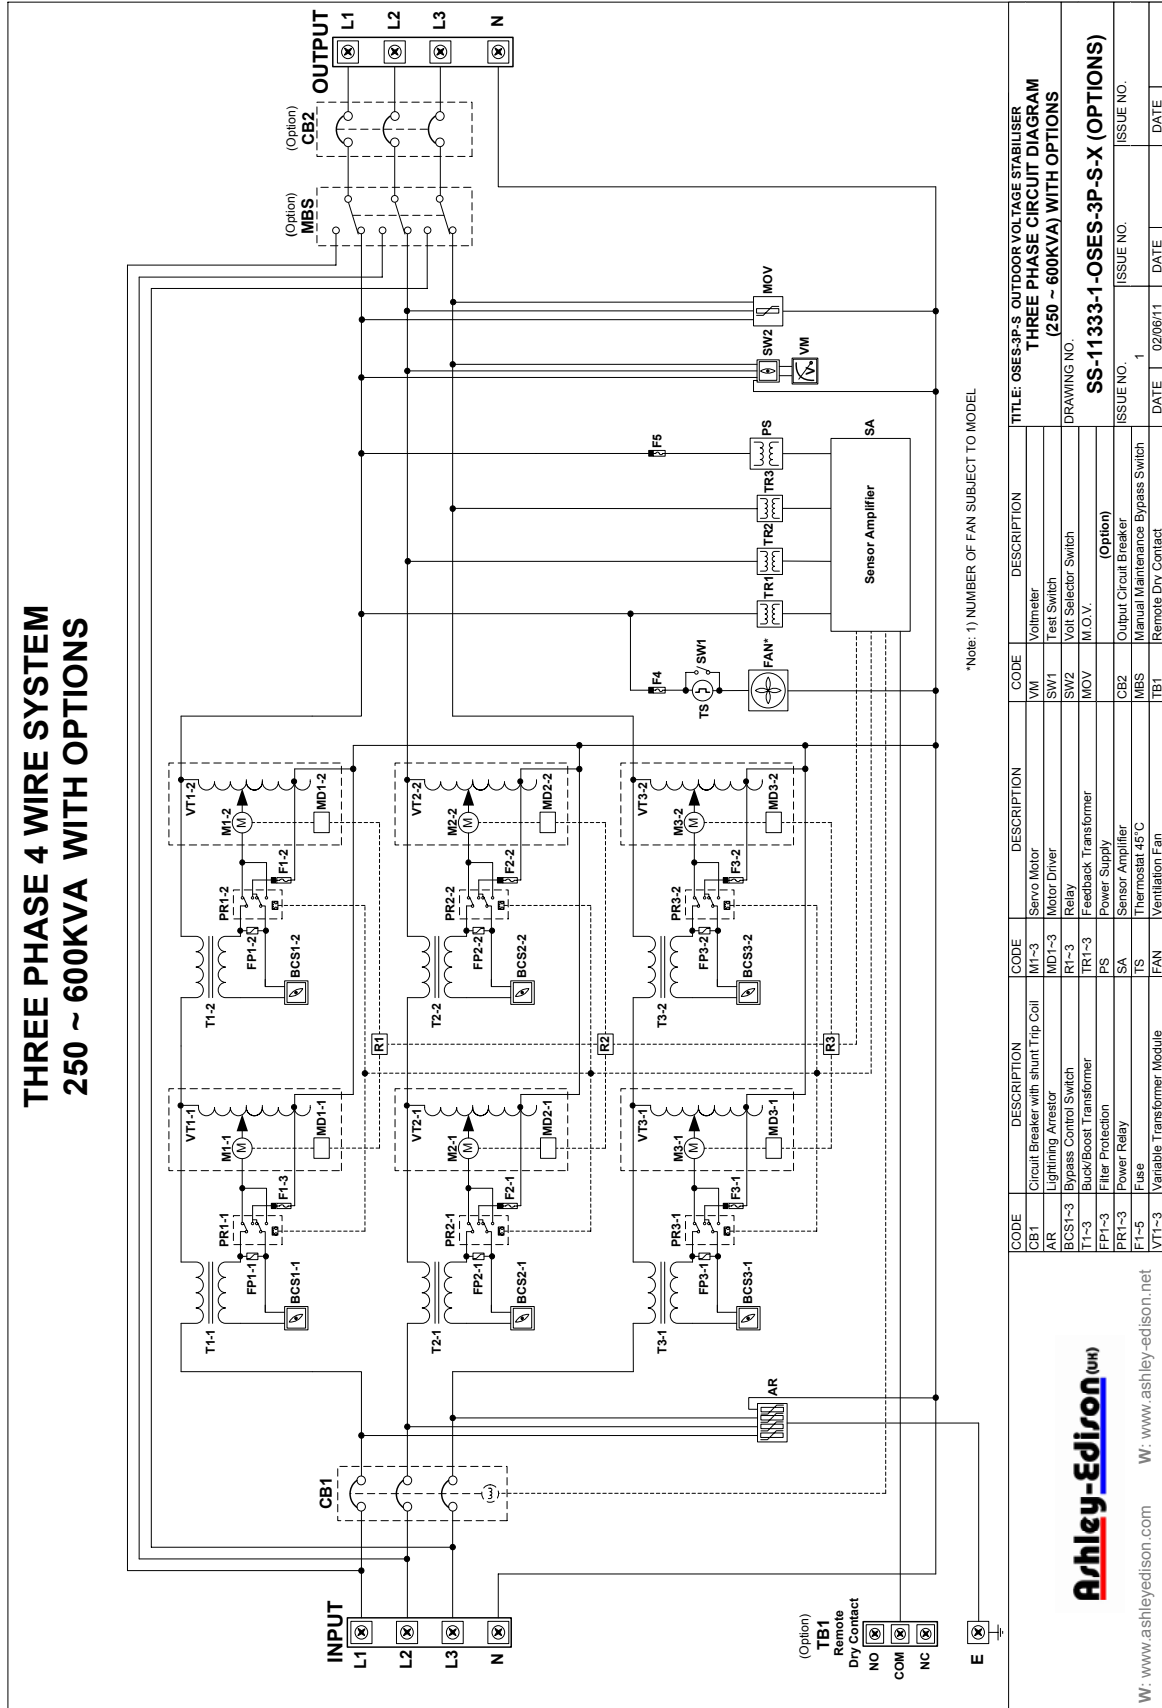 THREE PHASE 4 WIRE SYSTEM
250 ~ 600KVA WITH OPTIONS
INPUT
L1
L2
L3
N
CB1
AR
(Option)
TB1
Remote
Dry Contact
NO
COM
NC
E
T1-1
BCS1-1
FP1-1
PR1-1
F1-3
M1-1
M
VT1-1
MD1-1
T1-2
BCS1-2
FP1-2
PR1-2
F1-2
M1-2
M
VT1-2
MD1-2
R1
T2-1
BCS2-1
FP2-1
PR2-1
F2-1
M2-1
M
VT2-1
MD2-1
T2-2
BCS2-2
FP2-2
PR2-2
F2-2
M2-2
M
VT2-2
MD2-2
R2
T3-1
BCS3-1
FP3-1
PR3-1
F3-1
M3-1
M
VT3-1
MD3-1
T3-2
BCS3-2
FP3-2
PR3-2
F3-2
M3-2
M
VT3-2
MD3-2
R3
F4
TS
SW1
FAN*
TR1
TR2
TR3
PS
F5
Sensor Amplifier
SA
SW2
VM
V
MOV
(Option)
MBS
(Option)
CB2
OUTPUT
L1
L2
L3
N
*Note: 1) NUMBER OF FAN SUBJECT TO MODEL
Ashley-Edison(UK)
W: www.ashleyedison.com W: www.ashley-edison.net
CODE DESCRIPTION CODE DESCRIPTION CODE DESCRIPTION
CB1 Circuit Breaker with shunt Trip Coil M1~3 Servo Motor VM Voltmeter
AR Lightining Arrestor MD1~3 Motor Driver SW1 Test Switch
BCS1~3 Bypass Control Switch R1~3 Relay SW2 Volt Selector Switch
T1~3 Buck/Boost Transformer TR1~3 Feedback Transformer MOV M.O.V.
FP1~3 Filter Protection PS Power Supply (Option)
PR1~3 Power Relay SA Sensor Amplifier CB2 Output Circuit Breaker
F1~5 Fuse TS Thermostat 45°C MBS Manual Maintenance Bypass Switch
VT1~3 Variable Transformer Module FAN Ventilation Fan TB1 Remote Dry Contact
TITLE: OSES-3P-S OUTDOOR VOLTAGE STABILISER
THREE PHASE CIRCUIT DIAGRAM
(250 ~ 600KVA) WITH OPTIONS
DRAWING NO.
SS-11333-1-OSES-3P-S-X (OPTIONS)
ISSUE NO. 1 ISSUE NO. ISSUE NO.
DATE 02/06/11 DATE DATE